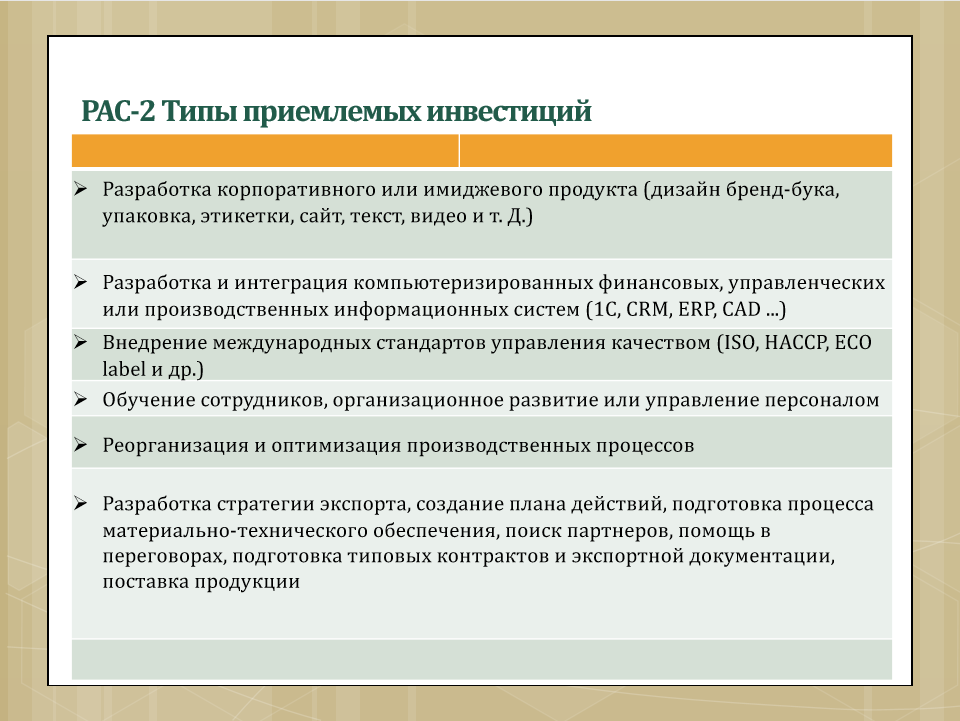 PAC-2 Типы приемлемых инвестиций
➢ Разработка корпоративного или имиджевого продукта (дизайн бренд-бука,
упаковка, этикетки, сайт, текст, видео и т. Д.)
➢ Разработка и интеграция компьютеризированных финансовых, управленческих
или производственных информационных систем (1С, CRM, ERP, CAD ...)
➢ Внедрение международных стандартов управления качеством (ISO, HACCP, ECO
label и др.)
➢ Обучение сотрудников, организационное развитие или управление персоналом
➢ Реорганизация и оптимизация производственных процессов
➢ Разработка стратегии экспорта, создание плана действий, подготовка процесса
материально-технического обеспечения, поиск партнеров, помощь в
переговорах, подготовка типовых контрактов и экспортной документации,
поставка продукции